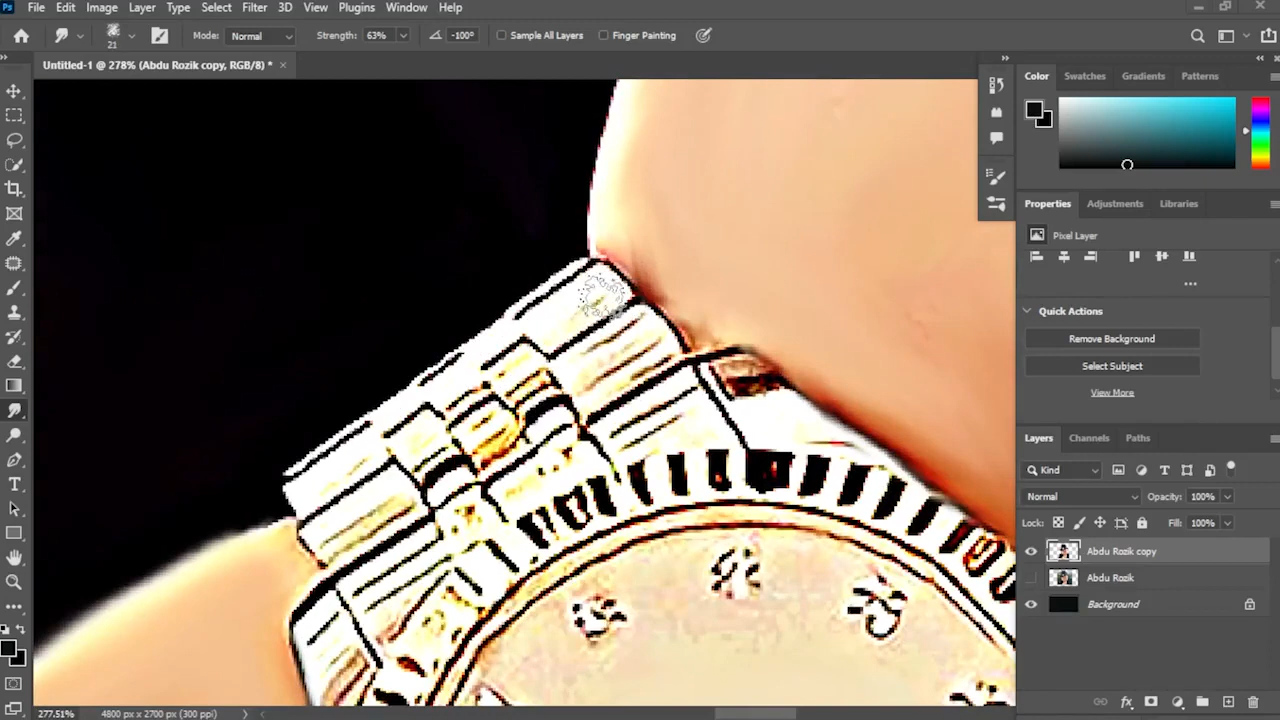 Ps File Edit Image Layer Type Select Filter 3D View Plugins Window Help
21 Mode: Normal Strength: 63% -100° Sample All Layers Finger Painting
Untitled-1 @ 278% (Abdu Rozik copy, RGB/8) * ×
Color Swatches Gradients Patterns
Properties Adjustments Libraries
Pixel Layer
Quick Actions
Remove Background
Select Subject
View More
Layers Channels Paths
Kind
Normal Opacity: 100%
Lock: Fill: 100%
Abdu Rozik copy
Abdu Rozik
Background
277.51% 4800 px x 2700 px (300 ppi)